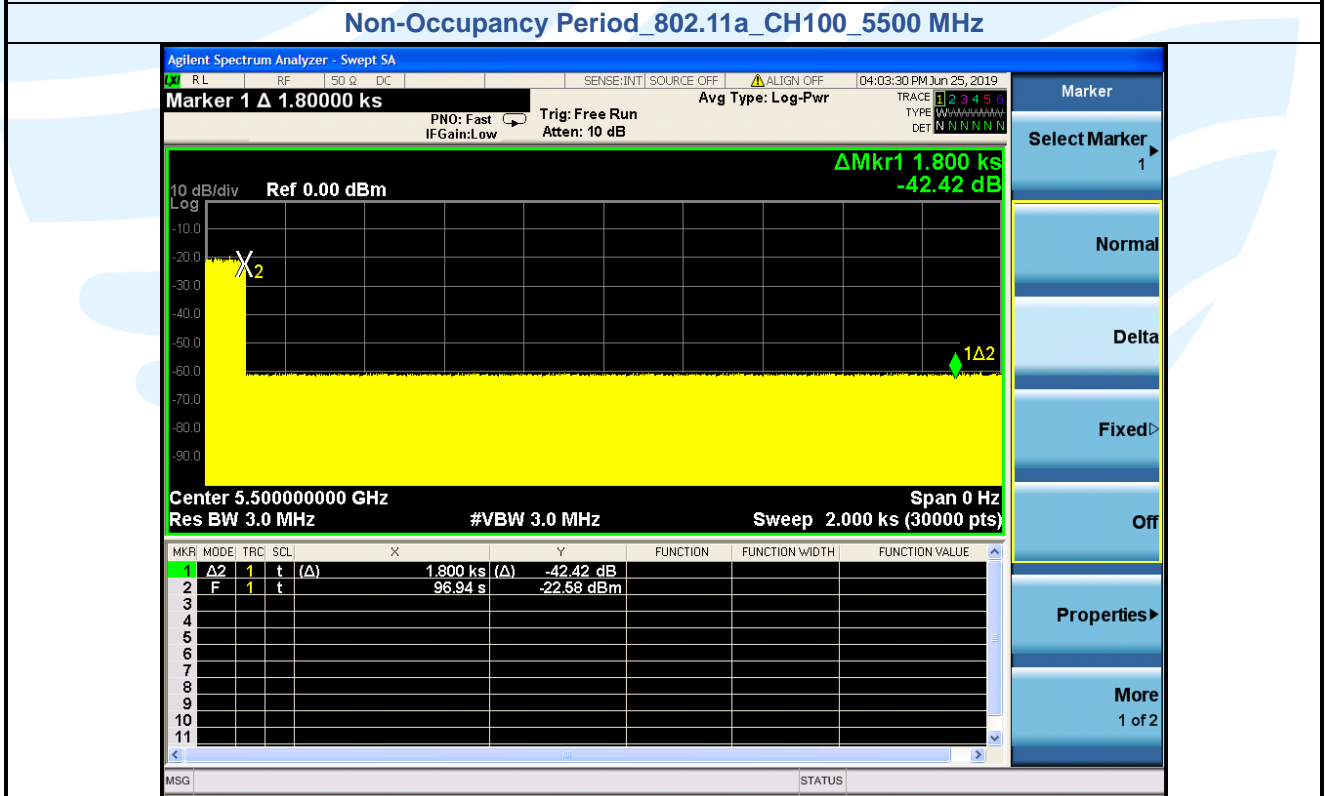 Non-Occupancy Period_802.11a_CH100_5500 MHz
Agilent Spectrum Analyzer - Swept SA
LXI RL RF 50 Ω DC SENSE:INT SOURCE OFF ⚠ALIGN OFF 04:03:30 PM Jun 25, 2019
Marker 1 Δ 1.80000 ks
PNO: Fast
IFGain:Low
Trig: Free Run
Atten: 10 dB
Avg Type: Log-Pwr
TRACE 1 2 3 4 5 6
TYPE WWWWWW
DET N N N N N N
ΔMkr1 1.800 ks
-42.42 dB
10 dB/div Ref 0.00 dBm
Log
-10.0
-20.0
-30.0
-40.0
-50.0
-60.0
-70.0
-80.0
-90.0
2
1Δ2
Center 5.500000000 GHz Span 0 Hz
Res BW 3.0 MHz #VBW 3.0 MHz Sweep 2.000 ks (30000 pts)
MKR MODE TRC SCL X Y FUNCTION FUNCTION WIDTH FUNCTION VALUE
1 Δ2 1 t (Δ) 1.800 ks (Δ) -42.42 dB
2 F 1 t 96.94 s -22.58 dBm
3
4
5
6
7
8
9
10
11
MSG STATUS
Marker
Select Marker
1
Normal
Delta
Fixed
Off
Properties
More
1 of 2